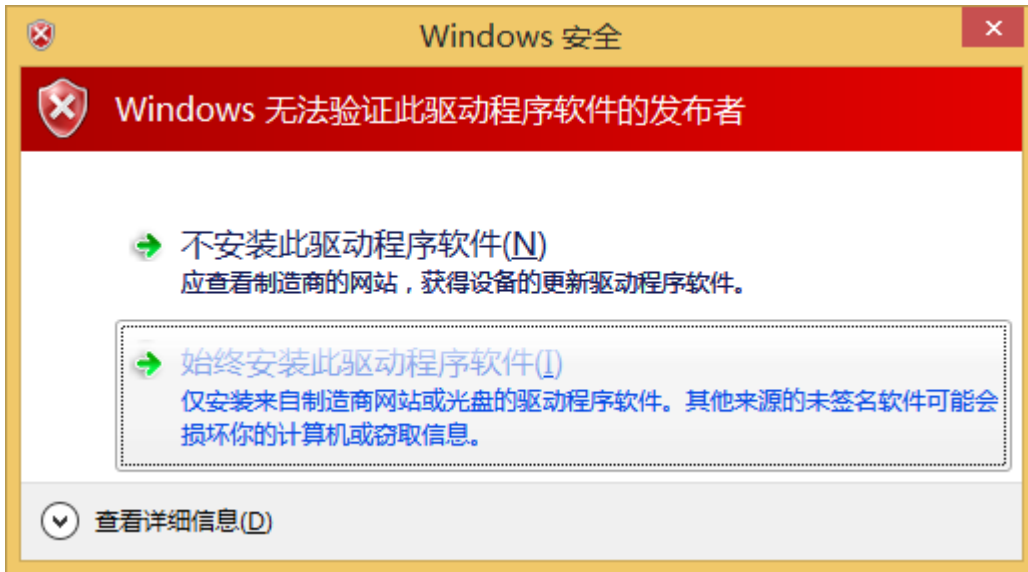 Windows 安全
Windows 无法验证此驱动程序软件的发布者
不安装此驱动程序软件(N)
应查看制造商的网站，获得设备的更新驱动程序软件。
始终安装此驱动程序软件(I)
仅安装来自制造商网站或光盘的驱动程序软件。其他来源的未签名软件可能会
损坏你的计算机或窃取信息。
查看详细信息(D)